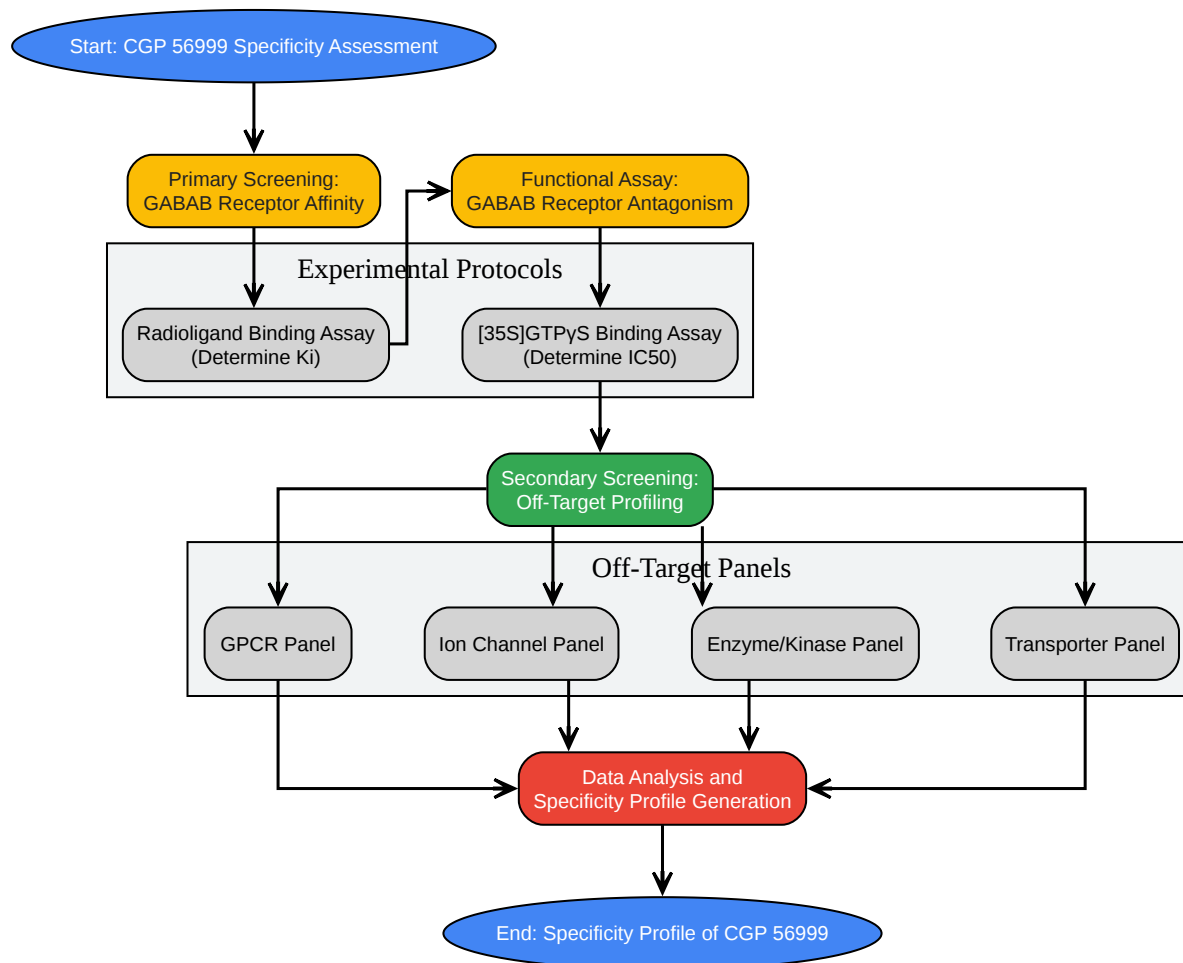 Start: CGP 56999 Specificity Assessment
Primary Screening:
GABAB Receptor Affinity
Functional Assay:
GABAB Receptor Antagonism
Experimental Protocols
Radioligand Binding Assay
(Determine Ki)
[35S]GTPγS Binding Assay
(Determine IC50)
Secondary Screening:
Off-Target Profiling
Off-Target Panels
GPCR Panel
Ion Channel Panel
Enzyme/Kinase Panel
Transporter Panel
Data Analysis and
Specificity Profile Generation
End: Specificity Profile of CGP 56999